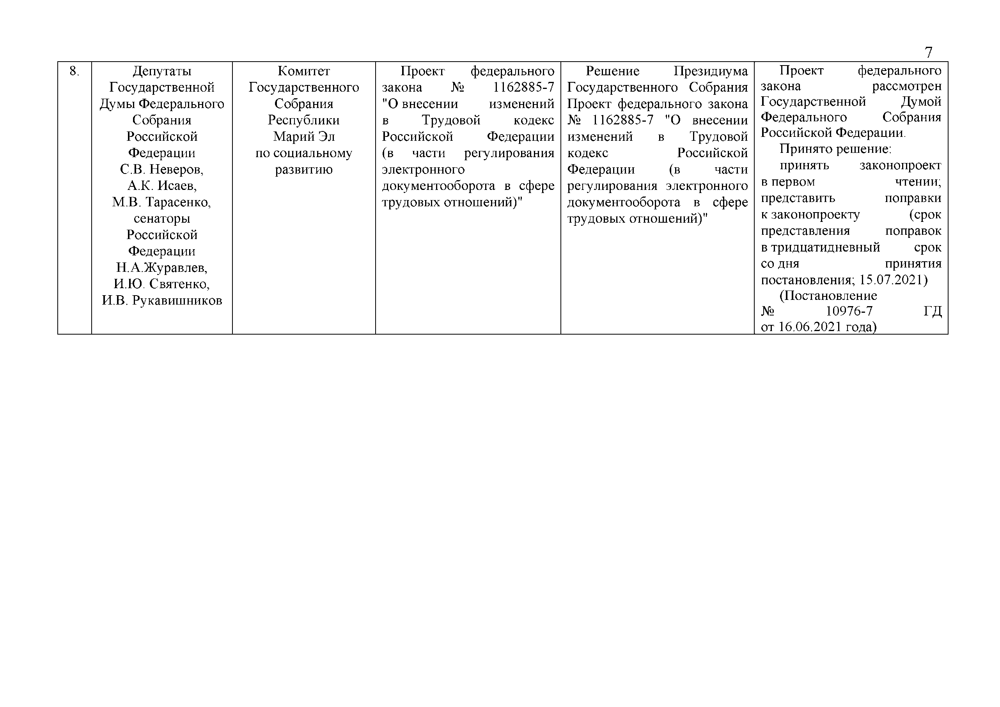 7
8.
Депутаты
Государственной
Думы Федерального
Собрания
Российской
Федерации
С.В. Неверов,
А.К. Исаев,
М.В. Тарасенко,
сенаторы
Российской
Федерации
Н.А.Журавлев,
И.Ю. Святенко,
И.В. Рукавишников
Комитет
Государственного
Собрания
Республики
Марий Эл
по социальному
развитию
Проект федерального
закона № 1162885-7
"О внесении изменений
в Трудовой кодекс
Российской Федерации
(в части регулирования
электронного
документооборота в сфере
трудовых отношений)"
Решение Президиума
Государственного Собрания
Проект федерального закона
№ 1162885-7 "О внесении
изменений в Трудовой
кодекс Российской
Федерации (в части
регулирования электронного
документооборота в сфере
трудовых отношений)"
Проект федерального
закона рассмотрен
Государственной Думой
Федерального Собрания
Российской Федерации.
Принято решение:
принять законопроект
в первом чтении;
представить поправки
к законопроекту (срок
представления поправок
в тридцатидневный срок
со дня принятия
постановления; 15.07.2021)
(Постановление
№ 10976-7 ГД
от 16.06.2021 года)